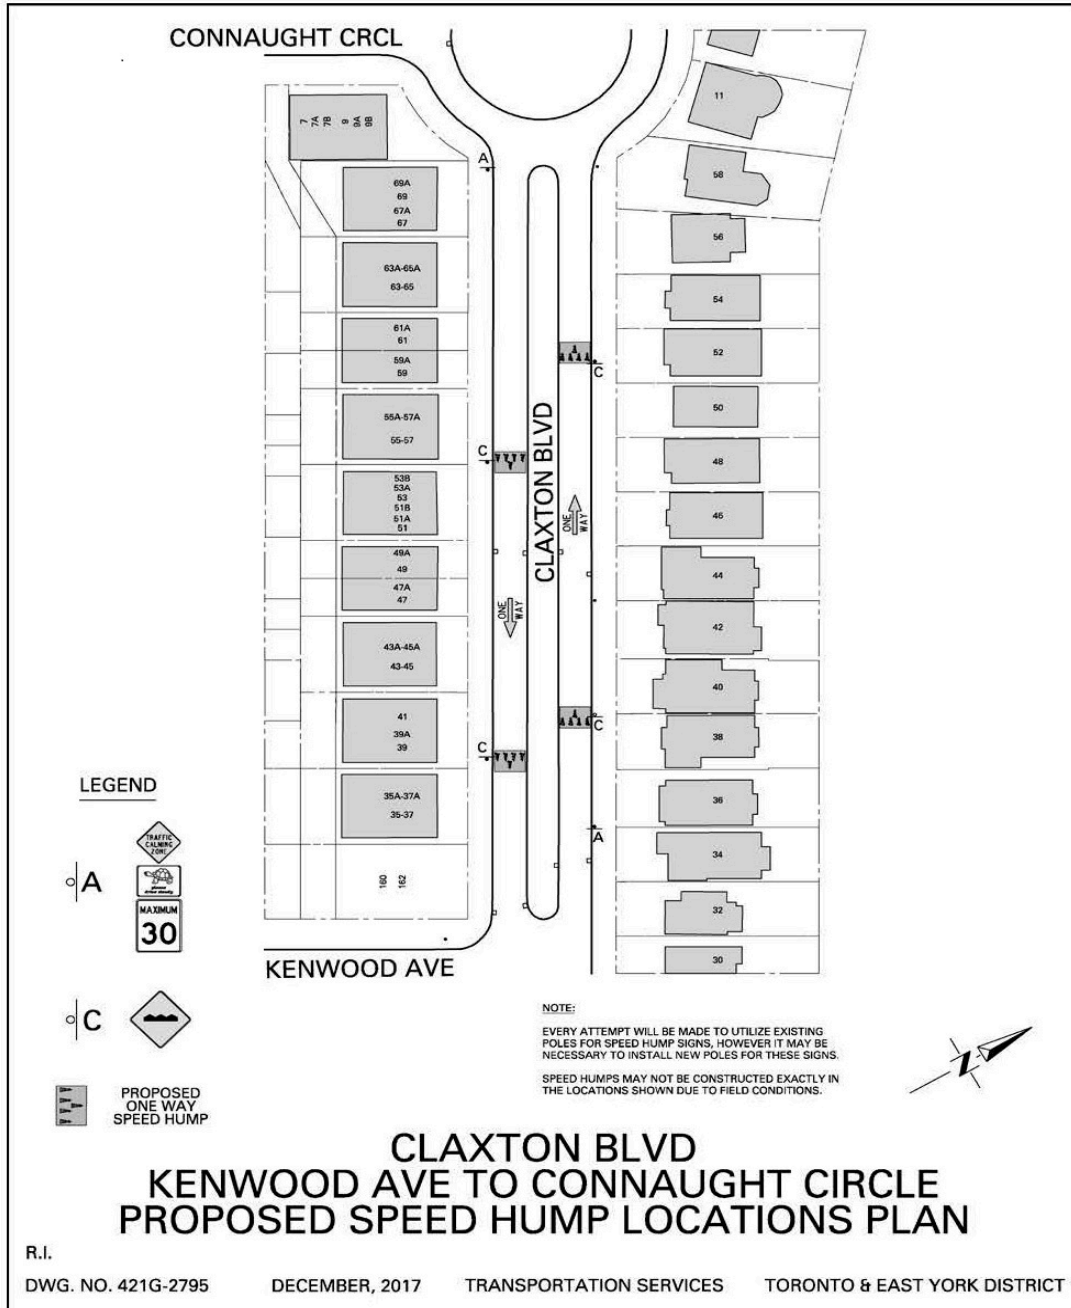 CONNAUGHT CRCL
7
7A
7B
9
9A
9B
A
69A
69
67A
67
63A-65A
63-65
61A
61
59A
59
55A-57A
55-57
C
53B
53A
53
51B
51A
51
49A
49
47A
47
43A-45A
43-45
41
39A
39
C
35A-37A
35-37
160
162
CLAXTON BLVD
ONE
WAY
ONE
WAY
C
C
A
11
58
56
54
52
50
48
46
44
42
40
38
36
34
32
30
KENWOOD AVE
LEGEND
A
TRAFFIC
CALMING
ZONE
please
drive slowly
MAXIMUM
30
C
PROPOSED
ONE WAY
SPEED HUMP
NOTE:
EVERY ATTEMPT WILL BE MADE TO UTILIZE EXISTING
POLES FOR SPEED HUMP SIGNS, HOWEVER IT MAY BE
NECESSARY TO INSTALL NEW POLES FOR THESE SIGNS.
SPEED HUMPS MAY NOT BE CONSTRUCTED EXACTLY IN
THE LOCATIONS SHOWN DUE TO FIELD CONDITIONS.
N
CLAXTON BLVD
KENWOOD AVE TO CONNAUGHT CIRCLE
PROPOSED SPEED HUMP LOCATIONS PLAN
R.I.
DWG. NO. 421G-2795 DECEMBER, 2017 TRANSPORTATION SERVICES TORONTO & EAST YORK DISTRICT